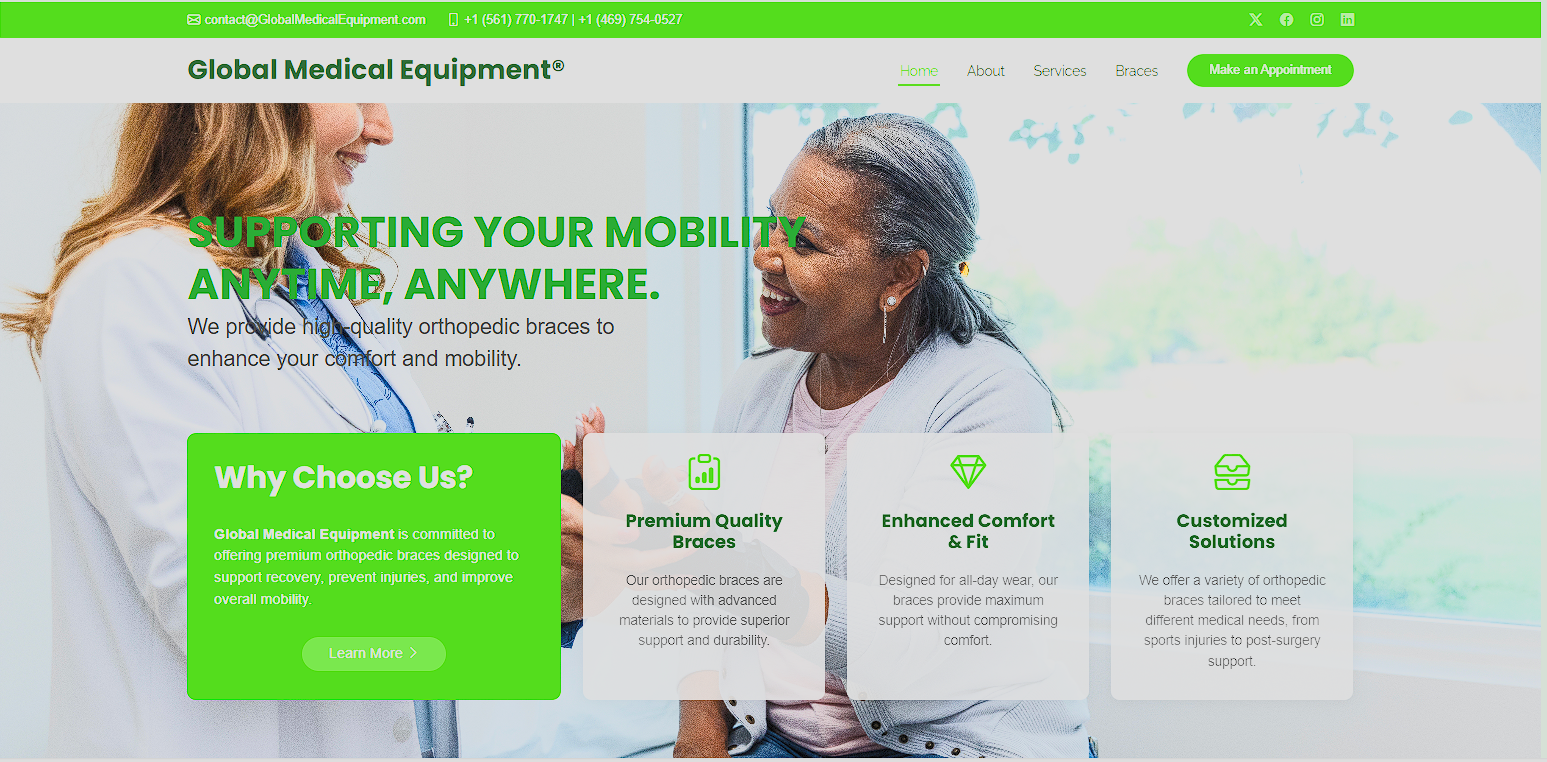 contact@GlobalMedicalEquipment.com +1 (561) 770-1747 | +1 (469) 754-0527
Global Medical Equipment®
Home About Services Braces Make an Appointment
SUPPORTING YOUR MOBILITY
ANYTIME, ANYWHERE.
We provide high-quality orthopedic braces to
enhance your comfort and mobility.
Why Choose Us?
Global Medical Equipment is committed to
offering premium orthopedic braces designed to
support recovery, prevent injuries, and improve
overall mobility.
Learn More
Premium Quality
Braces
Our orthopedic braces are
designed with advanced
materials to provide superior
support and durability.
Enhanced Comfort
& Fit
Designed for all-day wear, our
braces provide maximum
support without compromising
comfort.
Customized
Solutions
We offer a variety of orthopedic
braces tailored to meet
different medical needs, from
sports injuries to post-surgery
support.